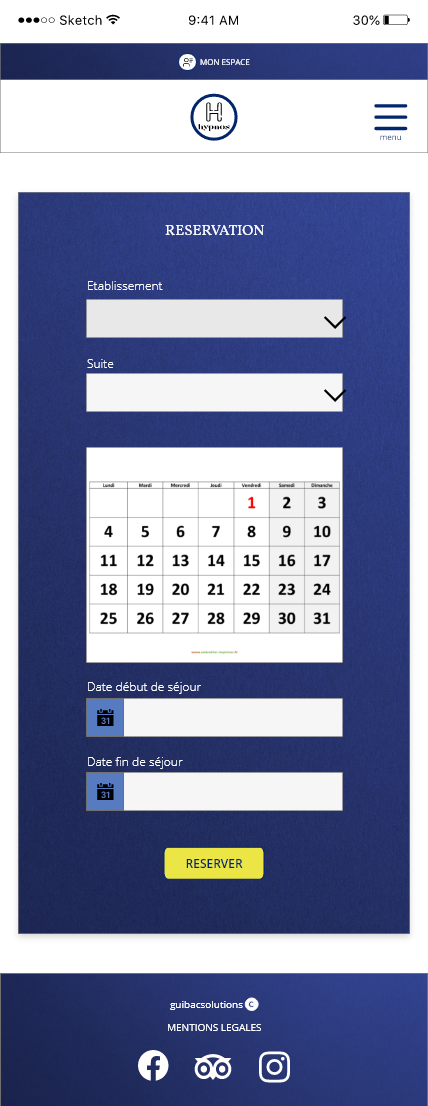 Sketch 9:41 AM 30%
MON ESPACE
H
hypnos
menu
RESERVATION
Etablissement
Suite
Lundi Mardi Mercredi Jeudi Vendredi Samedi Dimanche
1 2 3
4 5 6 7 8 9 10
11 12 13 14 15 16 17
18 19 20 21 22 23 24
25 26 27 28 29 30 31
Date début de séjour
31
Date fin de séjour
31
RESERVER
guibacsolutions C
MENTIONS LEGALES